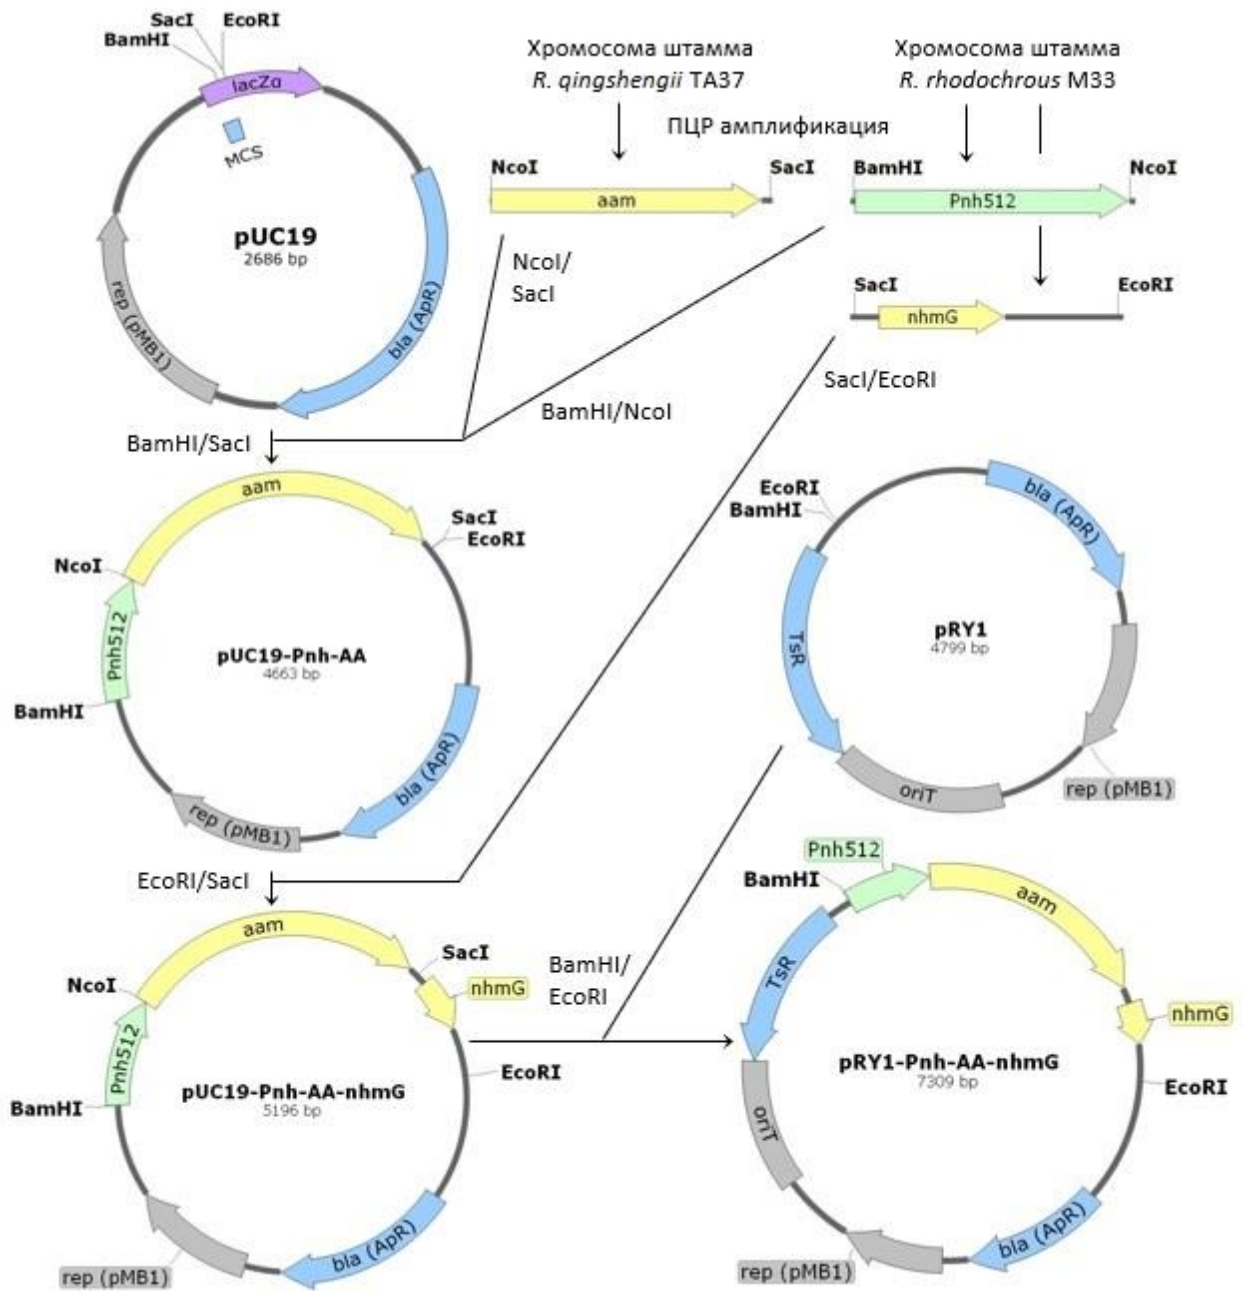 SacI
EcoRI
BamHI
lacZα
MCS
pUC19
2686 bp
rep (pMB1)
bla (ApR)
Хромосома штамма
R. qingshengii TA37
Хромосома штамма
R. rhodochrous M33
ПЦР амплификация
NcoI
SacI
aam
BamHI
NcoI
Pnh512
NcoI/
SacI
SacI
EcoRI
nhmG
SacI/EcoRI
BamHI/NcoI
BamHI/SacI
aam
SacI
EcoRI
NcoI
Pnh512
BamHI
pUC19-Pnh-AA
4663 bp
bla (ApR)
rep (pMB1)
EcoRI
BamHI
bla (ApR)
TsR
pRY1
4799 bp
oriT
rep (pMB1)
EcoRI/SacI
aam
SacI
nhmG
NcoI
Pnh512
BamHI
EcoRI
pUC19-Pnh-AA-nhmG
5196 bp
bla (ApR)
rep (pMB1)
BamHI/
EcoRI
Pnh512
BamHI
aam
TsR
nhmG
pRY1-Pnh-AA-nhmG
7309 bp
EcoRI
oriT
bla (ApR)
rep (pMB1)